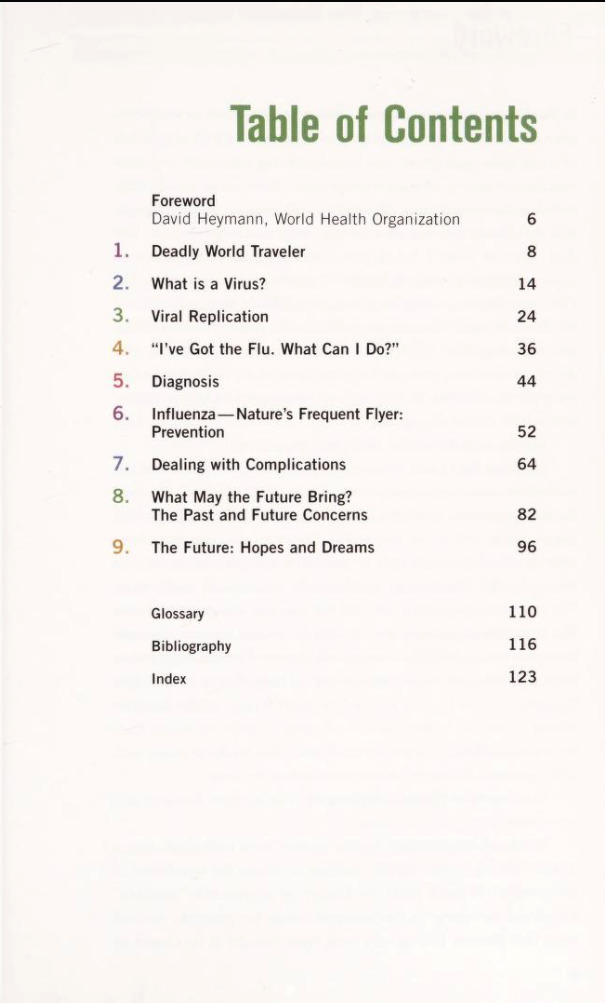 Table of Contents
Foreword
David Heymann, World Health Organization 6
1. Deadly World Traveler 8
2. What is a Virus? 14
3. Viral Replication 24
4. “I’ve Got the Flu. What Can I Do?” 36
5. Diagnosis 44
6. Influenza—Nature’s Frequent Flyer:
Prevention 52
7. Dealing with Complications 64
8. What May the Future Bring?
The Past and Future Concerns 82
9. The Future: Hopes and Dreams 96
Glossary 110
Bibliography 116
Index 123